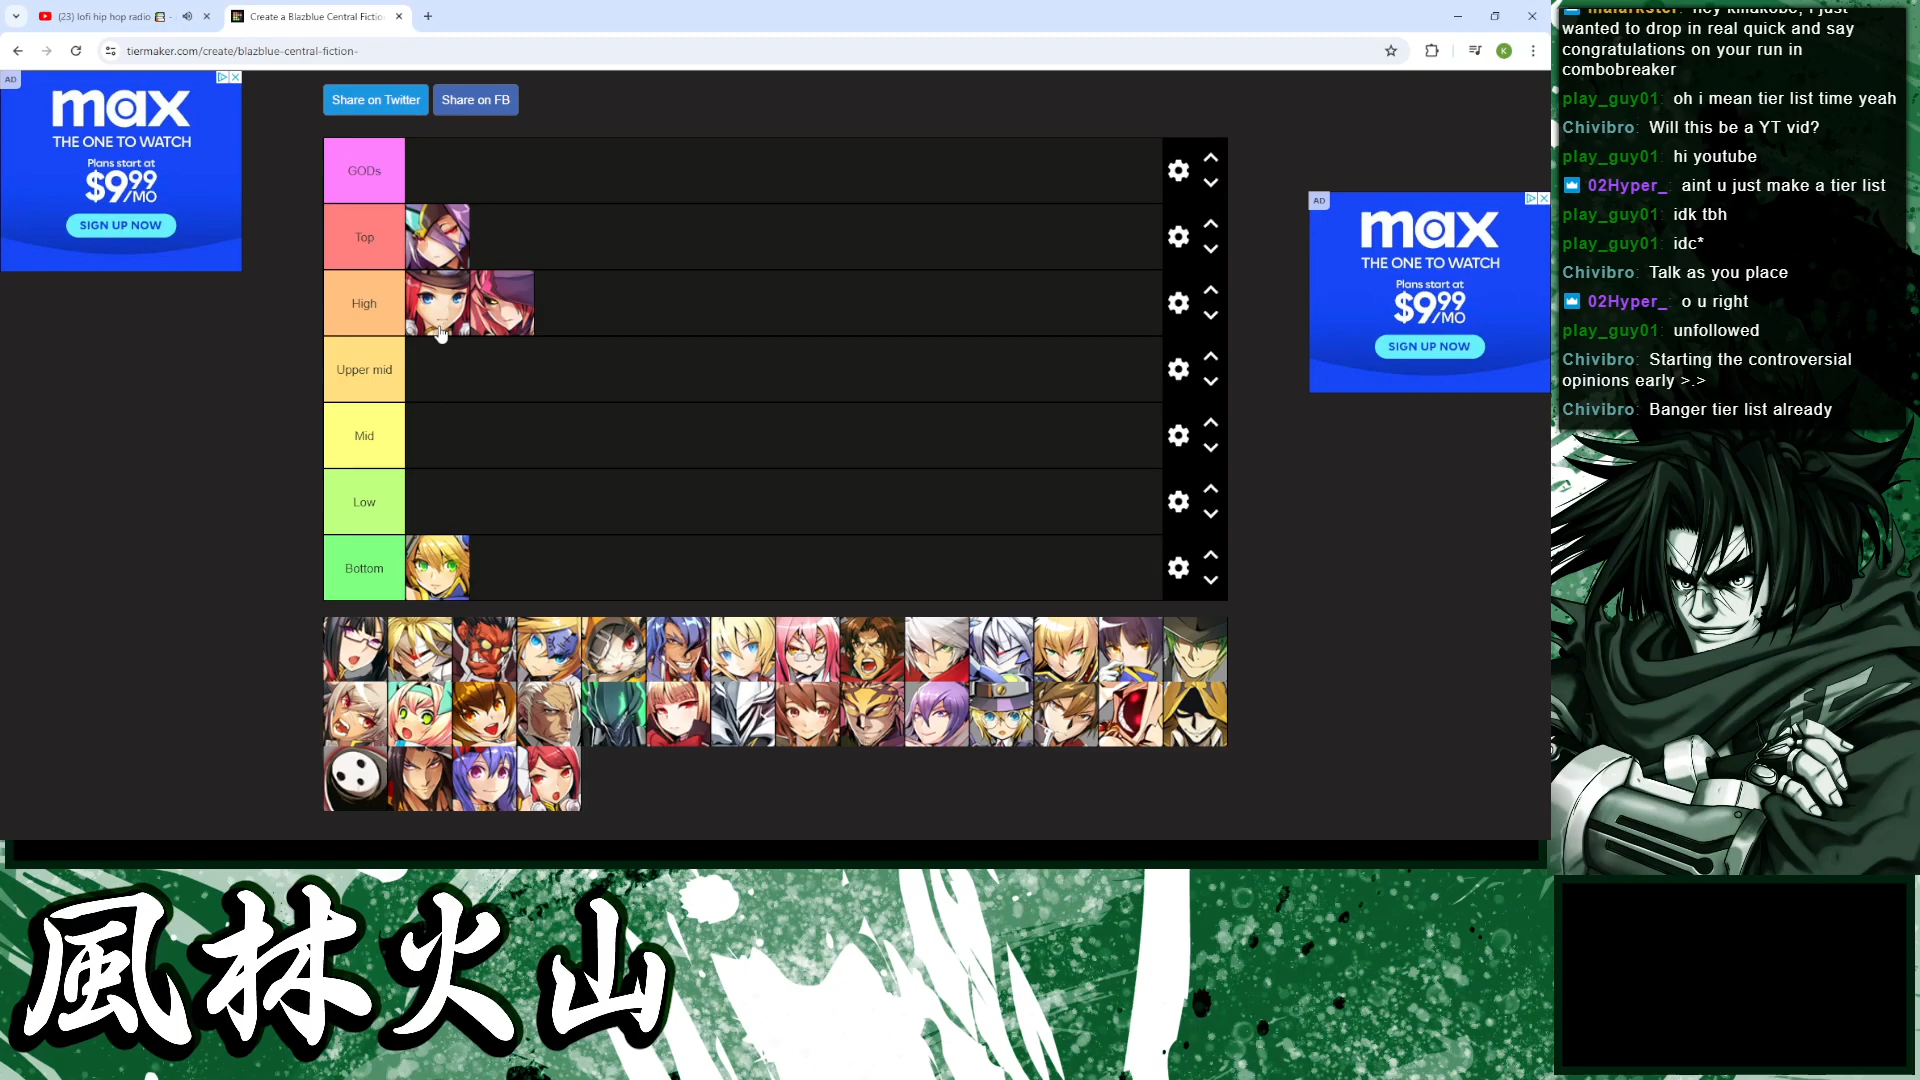 (23) lofi hip hop radio
Create a Blazblue Central Fictio
tiermaker.com/create/blazblue-central-fiction-
K
AD
max
THE ONE TO WATCH
Plans start at
$9.99/MO
SIGN UP NOW
Share on Twitter
Share on FB
GODs
Top
High
Upper mid
Mid
Low
Bottom
AD
max
THE ONE TO WATCH
Plans start at
$9.99/MO
SIGN UP NOW
wanted to drop in real quick and say
congratulations on your run in
combobreaker
play_guy01: oh i mean tier list time yeah
Chivibro: Will this be a YT vid?
play_guy01: hi youtube
02Hyper_: aint u just make a tier list
play_guy01: idk tbh
play_guy01: idc*
Chivibro: Talk as you place
02Hyper_: o u right
play_guy01: unfollowed
Chivibro: Starting the controversial
opinions early >.>
Chivibro: Banger tier list already
風林火山